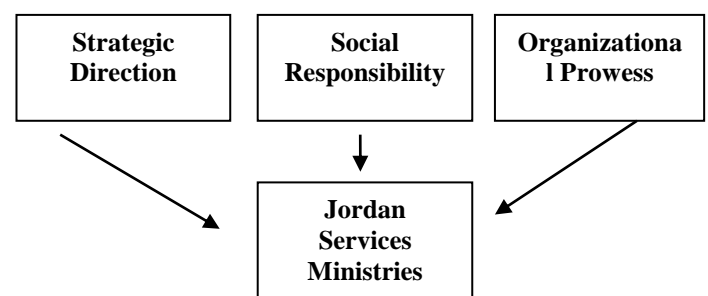 Strategic
Direction
Social
Responsibility
Organizationa
l Prowess
Jordan
Services
Ministries